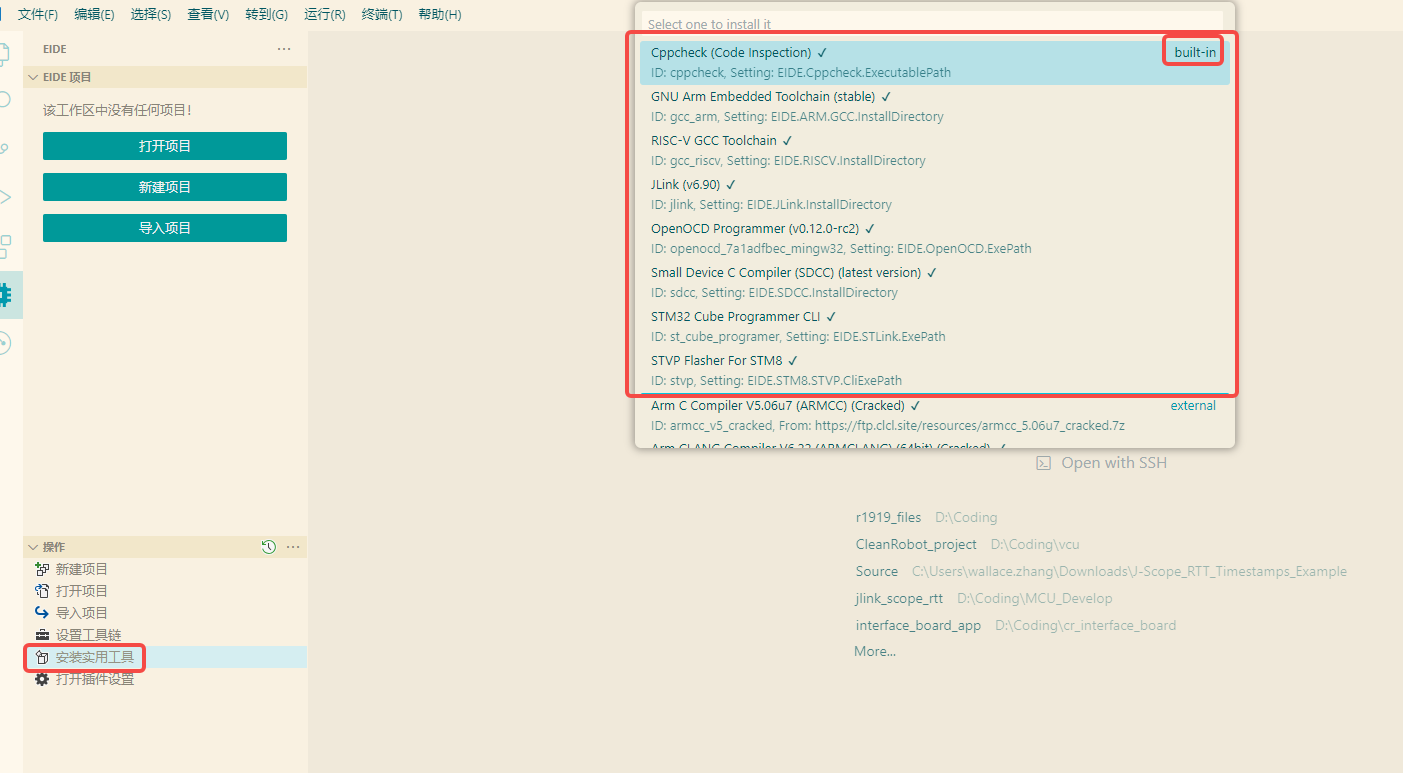 文件(F) 编辑(E) 选择(S) 查看(V) 转到(G) 运行(R) 终端(T) 帮助(H)
EIDE
EIDE 项目
该工作区中没有任何项目!
打开项目
新建项目
导入项目
操作
新建项目
打开项目
导入项目
设置工具链
安装实用工具
打开插件设置
Select one to install it
Cppcheck (Code Inspection) ✓ built-in
ID: cppcheck, Setting: EIDE.Cppcheck.ExecutablePath
GNU Arm Embedded Toolchain (stable) ✓
ID: gcc_arm, Setting: EIDE.ARM.GCC.InstallDirectory
RISC-V GCC Toolchain ✓
ID: gcc_riscv, Setting: EIDE.RISCV.InstallDirectory
JLink (v6.90) ✓
ID: jlink, Setting: EIDE.JLink.InstallDirectory
OpenOCD Programmer (v0.12.0-rc2) ✓
ID: openocd_7a1adfbec_mingw32, Setting: EIDE.OpenOCD.ExePath
Small Device C Compiler (SDCC) (latest version) ✓
ID: sdcc, Setting: EIDE.SDCC.InstallDirectory
STM32 Cube Programmer CLI ✓
ID: st_cube_programer, Setting: EIDE.STLink.ExePath
STVP Flasher For STM8 ✓
ID: stvp, Setting: EIDE.STM8.STVP.CliExePath
Arm C Compiler V5.06u7 (ARMCC) (Cracked) ✓ external
ID: armcc_v5_cracked, From: https://ftp.clcl.site/resources/armcc_5.06u7_cracked.7z
Arm CLANG Compiler V6.22 (ARMCLANG) (64bit) (Cracked) ✓
Open with SSH
r1919_files D:\Coding
CleanRobot_project D:\Coding\vcu
Source C:\Users\wallace.zhang\Downloads\J-Scope_RTT_Timestamps_Example
jlink_scope_rtt D:\Coding\MCU_Develop
interface_board_app D:\Coding\cr_interface_board
More...